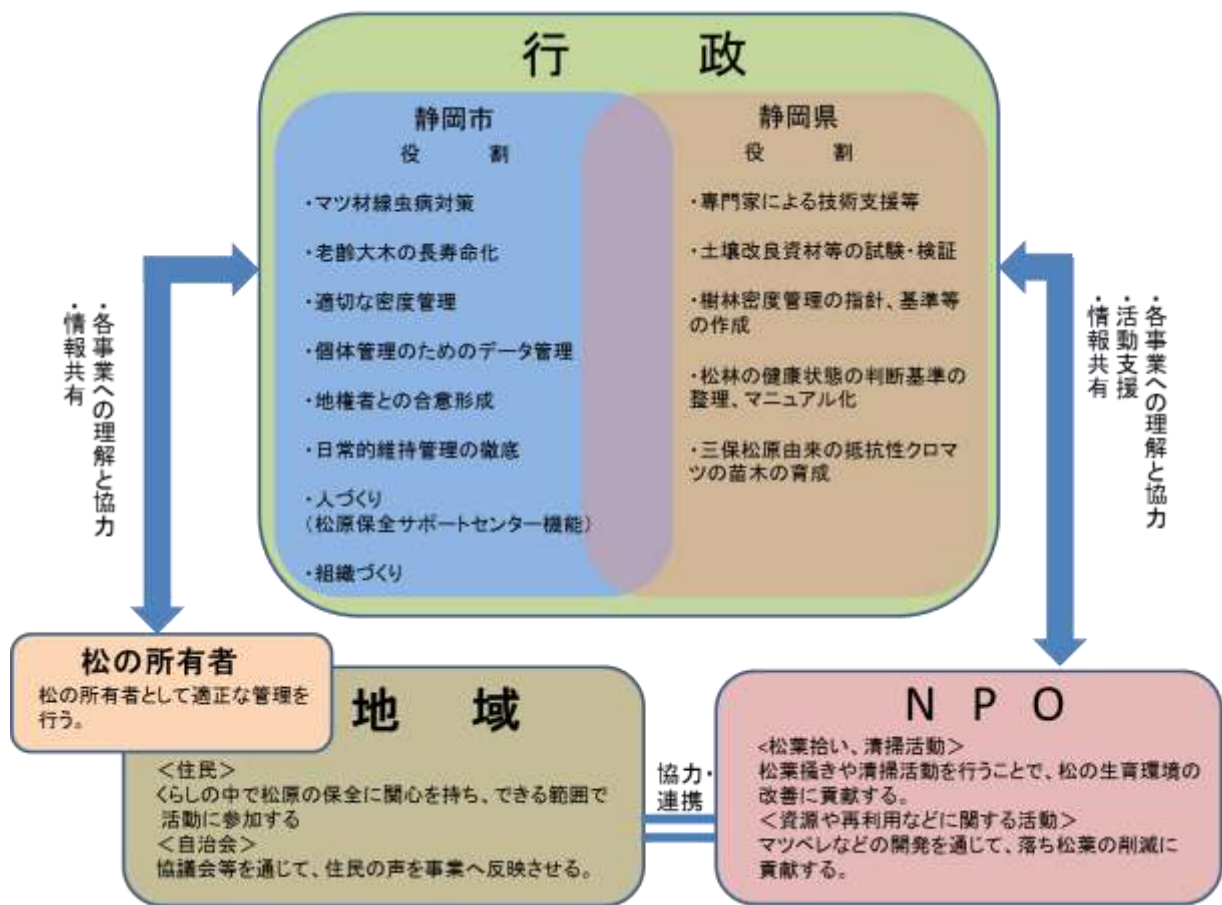 行　政
静岡市
役　割
・マツ材線虫病対策
・老齢大木の長寿命化
・適切な密度管理
・個体管理のためのデータ管理
・地権者との合意形成
・日常的維持管理の徹底
・人づくり
（松原保全サポートセンター機能）
・組織づくり
静岡県
役　割
・専門家による技術支援等
・土壌改良資材等の試験・検証
・樹林密度管理の指針、基準等
の作成
・松林の健康状態の判断基準の
整理、マニュアル化
・三保松原由来の抵抗性クロマ
ツの苗木の育成
・各事業への理解と協力
・情報共有
・各事業への理解と協力
・活動支援
・情報共有
松の所有者
松の所有者として適正な管理を
行う。
地　域
＜住民＞
くらしの中で松原の保全に関心を持ち、できる範囲で
活動に参加する
＜自治会＞
協議会等を通じて、住民の声を事業へ反映させる。
協力・
連携
ＮＰＯ
<松葉拾い、清掃活動＞
松葉掻きや清掃活動を行うことで、松の生育環境の
改善に貢献する。
＜資源や再利用などに関する活動＞
マツペレなどの開発を通じて、落ち松葉の削減に
貢献する。